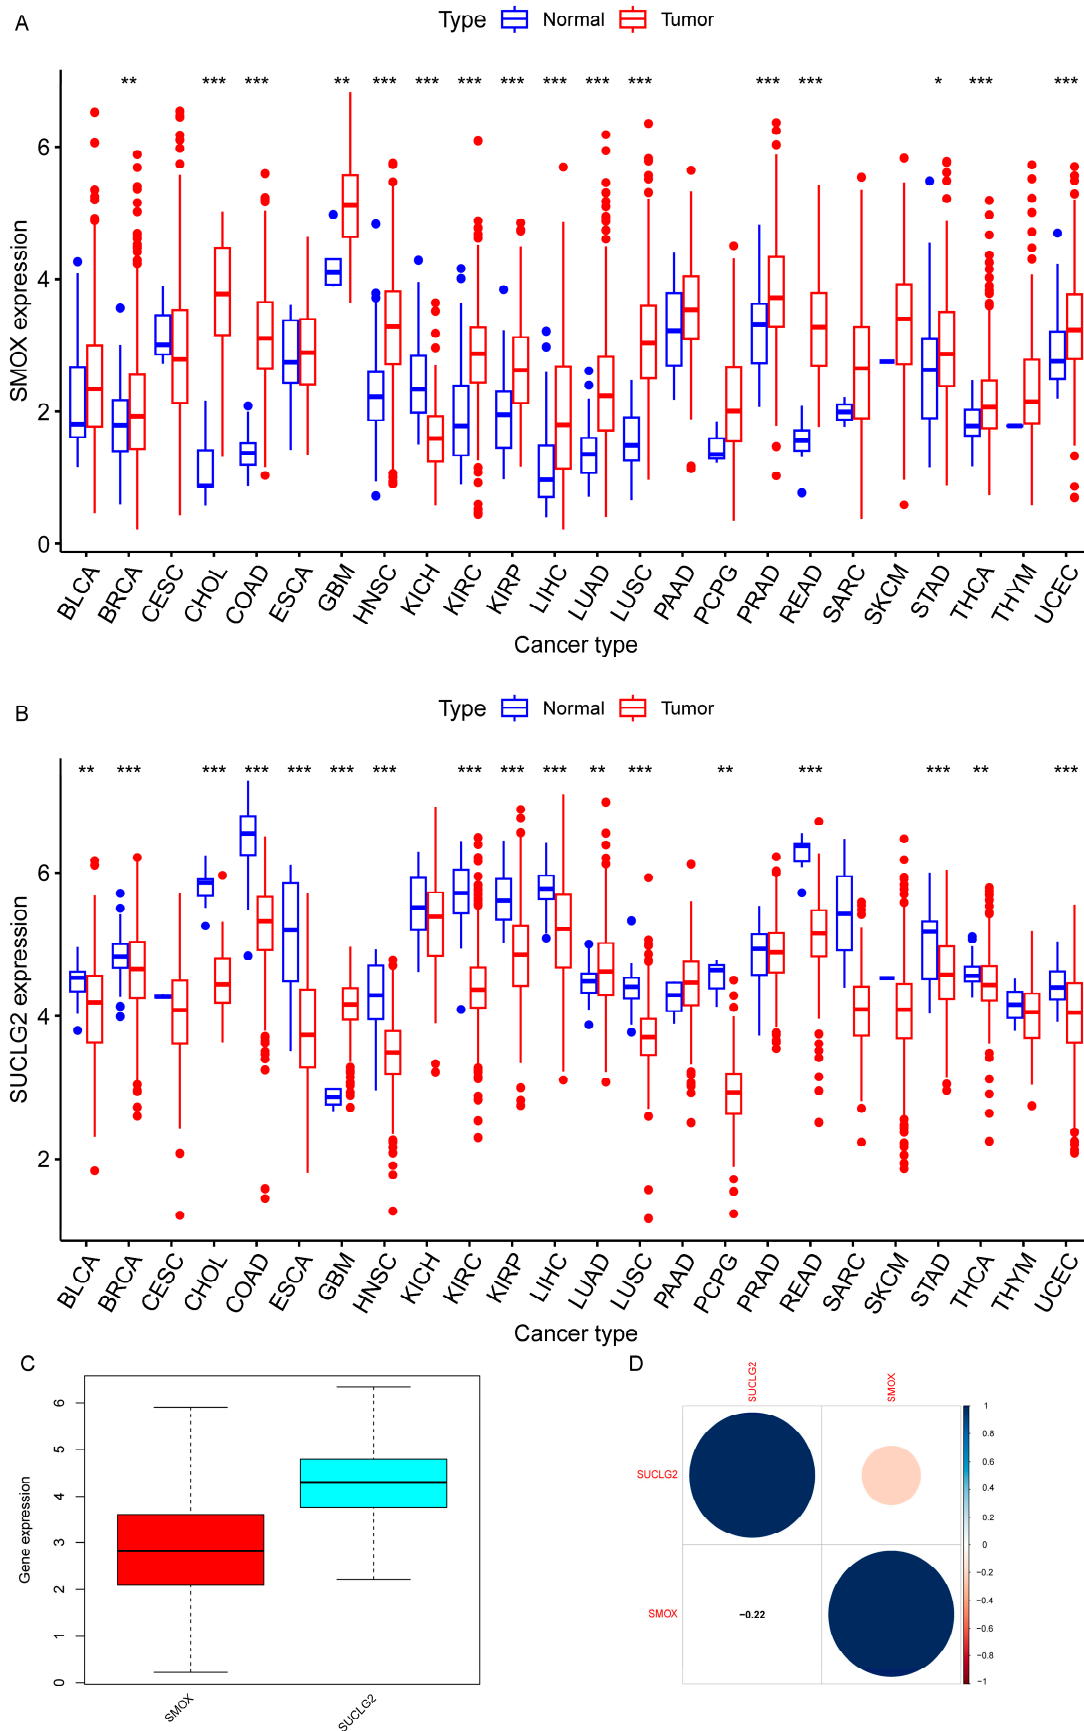 A
Type Normal Tumor
** *** *** ** *** *** *** *** *** *** *** *** *** * *** ***
SMOX expression
6
4
2
0
BLCA BRCA CESC CHOL COAD ESCA GBM HNSC KICH KIRC KIRP LIHC LUAD LUSC PAAD PCPG PRAD READ SARC SKCM STAD THCA THYM UCEC
Cancer type
B
Type Normal Tumor
** *** *** *** *** *** *** *** *** *** ** *** ** *** *** ** ***
SUCLG2 expression
6
4
2
BLCA BRCA CESC CHOL COAD ESCA GBM HNSC KICH KIRC KIRP LIHC LUAD LUSC PAAD PCPG PRAD READ SARC SKCM STAD THCA THYM UCEC
Cancer type
C
Gene expression
6
5
4
3
2
1
0
SMOX SUCLG2
D
SUCLG2 SMOX
SUCLG2
SMOX
−0.22
1
0.8
0.6
0.4
0.2
0
−0.2
−0.4
−0.6
−0.8
−1